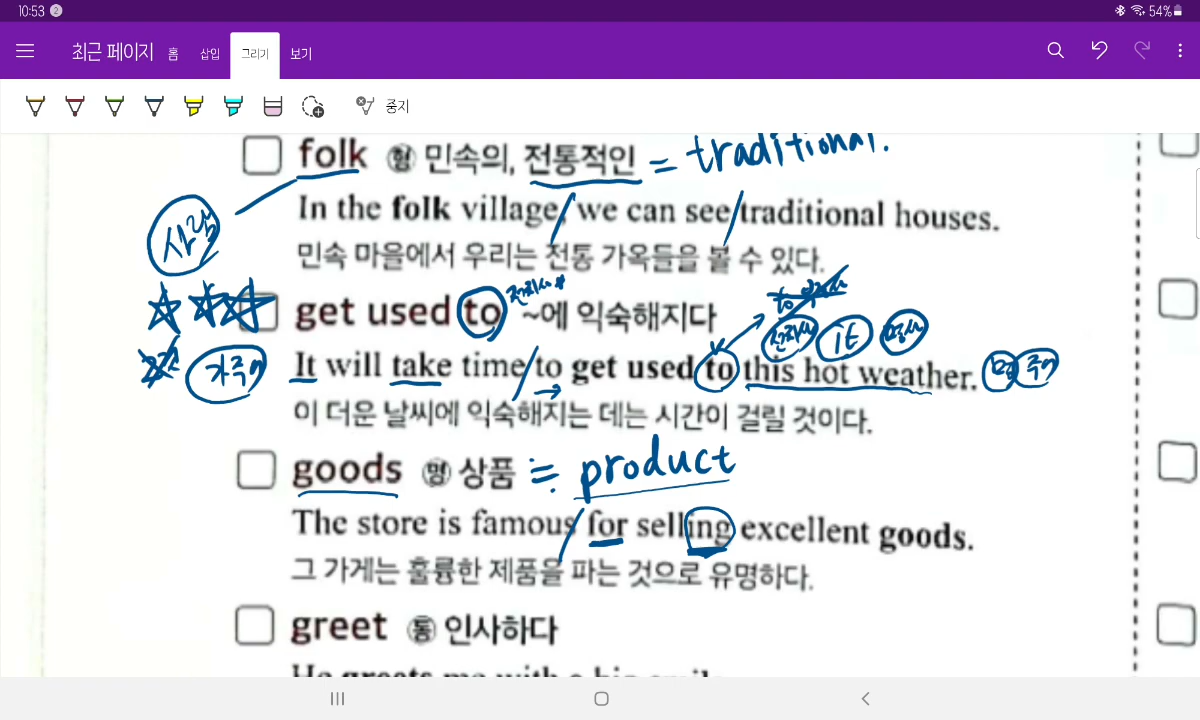 10:53 2 54%
최근 페이지 홈 삽입 그리기 보기
중지
folk 형 민속의, 전통적인 = traditional.
In the folk village, we can see traditional houses.
사람
민속 마을에서 우리는 전통 가옥들을 볼 수 있다.
get used to ~에 익숙해지다
전치사
전치사 명사
It will take time to get used to this hot weather.
가주어
이 더운 날씨에 익숙해지는 데는 시간이 걸릴 것이다.
goods 명 상품 ≒ product
The store is famous for selling excellent goods.
그 가게는 훌륭한 제품을 파는 것으로 유명하다.
greet 동 인사하다
He greets me with a big smile.